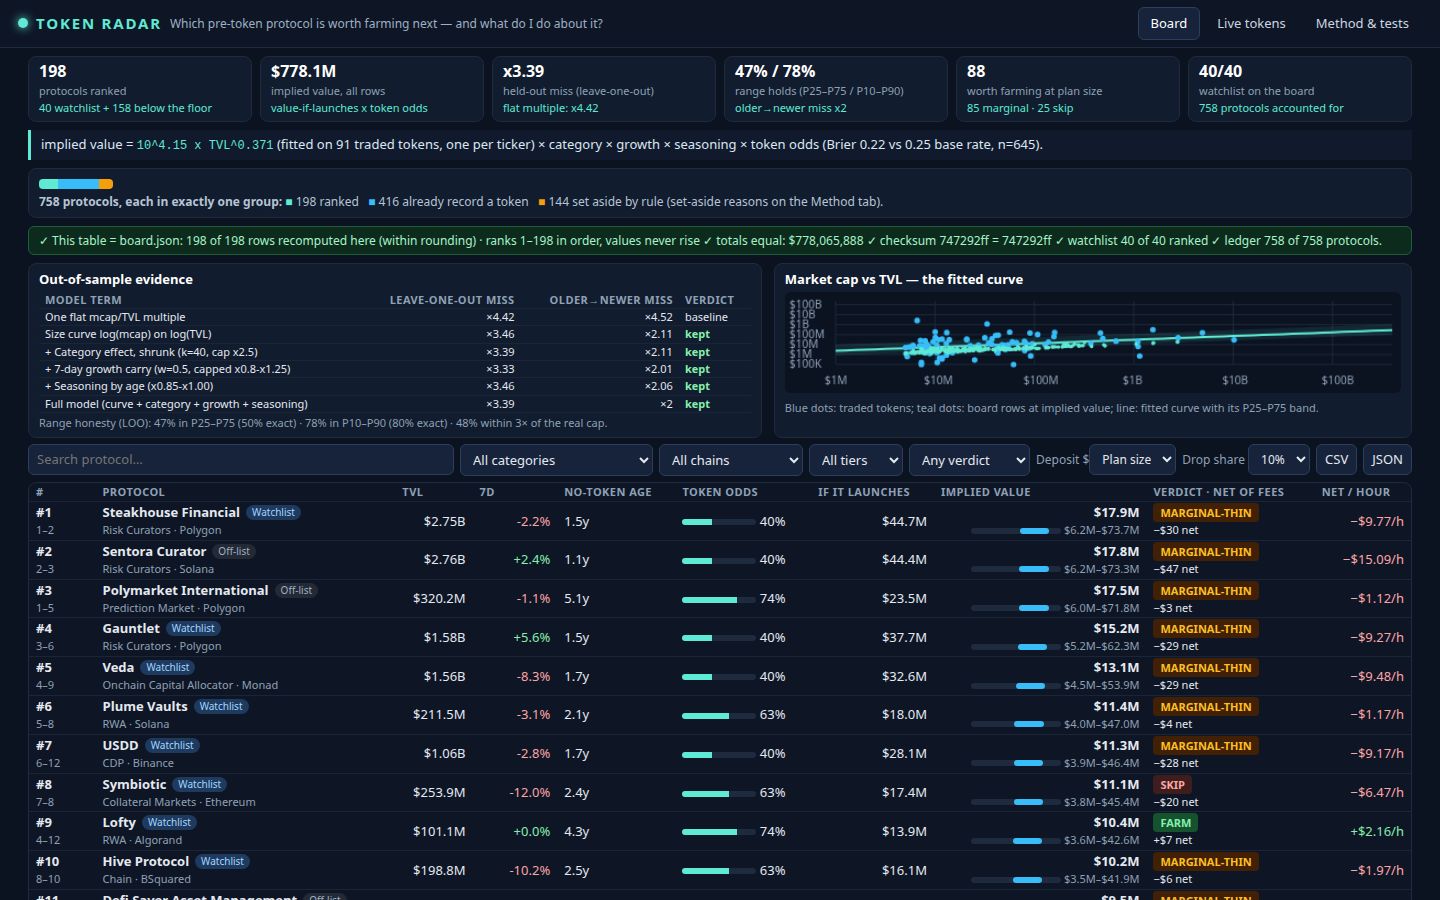 TOKEN RADAR Which pre-token protocol is worth farming next — and what do I do about it? Board Live tokens Method & tests
198 $778.1M x3.39 47% / 78% 88 40/40
protocols ranked implied value, all rows held-out miss (leave-one-out) range holds (P25–P75 / P10–P90) worth farming at plan size watchlist on the board
40 watchlist + 158 below the floor value-if-launches x token odds flat multiple: x4.42 older→newer miss x2 85 marginal · 25 skip 758 protocols accounted for
implied value = 10^4.15 x TVL^0.371 (fitted on 91 traded tokens, one per ticker) × category × growth × seasoning × token odds (Brier 0.22 vs 0.25 base rate, n=645).
758 protocols, each in exactly one group: 198 ranked 416 already record a token 144 set aside by rule (set-aside reasons on the Method tab).
✓ This table = board.json: 198 of 198 rows recomputed here (within rounding) · ranks 1–198 in order, values never rise ✓ totals equal: $778,065,888 ✓ checksum 747292ff = 747292ff ✓ watchlist 40 of 40 ranked ✓ ledger 758 of 758 protocols.
Out-of-sample evidence
MODEL TERM LEAVE-ONE-OUT MISS OLDER→NEWER MISS VERDICT
One flat mcap/TVL multiple ×4.42 ×4.52 baseline
Size curve log(mcap) on log(TVL) ×3.46 ×2.11 kept
+ Category effect, shrunk (k=40, cap x2.5) ×3.39 ×2.11 kept
+ 7-day growth carry (w=0.5, capped x0.8-x1.25) ×3.33 ×2.01 kept
+ Seasoning by age (x0.85-x1.00) ×3.46 ×2.06 kept
Full model (curve + category + growth + seasoning) ×3.39 ×2 kept
Range honesty (LOO): 47% in P25–P75 (50% exact) · 78% in P10–P90 (80% exact) · 48% within 3× of the real cap.
Market cap vs TVL — the fitted curve
$100B
$10B
$1B
$100M
$10M
$1M
$100K
$1M $10M $100M $1B $10B $100B
Blue dots: traded tokens; teal dots: board rows at implied value; line: fitted curve with its P25–P75 band.
Search protocol... All categories All chains All tiers Any verdict Deposit $ Plan size Drop share 10% CSV JSON
# PROTOCOL TVL 7D NO-TOKEN AGE TOKEN ODDS IF IT LAUNCHES IMPLIED VALUE VERDICT · NET OF FEES NET / HOUR
#1 Steakhouse Financial Watchlist $2.75B -2.2% 1.5y 40% $44.7M $17.9M MARGINAL-THIN −$9.77/h
1–2 Risk Curators · Polygon $6.2M–$73.7M −$30 net
#2 Sentora Curator Off-list $2.76B +2.4% 1.1y 40% $44.4M $17.8M MARGINAL-THIN −$15.09/h
2–3 Risk Curators · Solana $6.2M–$73.3M −$47 net
#3 Polymarket International Off-list $320.2M -1.1% 5.1y 74% $23.5M $17.5M MARGINAL-THIN −$1.12/h
1–5 Prediction Market · Polygon $6.0M–$71.8M −$3 net
#4 Gauntlet Watchlist $1.58B +5.6% 1.5y 40% $37.7M $15.2M MARGINAL-THIN −$9.27/h
3–6 Risk Curators · Polygon $5.2M–$62.3M −$29 net
#5 Veda Watchlist $1.56B -8.3% 1.7y 40% $32.6M $13.1M MARGINAL-THIN −$9.48/h
4–9 Onchain Capital Allocator · Monad $4.5M–$53.9M −$29 net
#6 Plume Vaults Watchlist $211.5M -3.1% 2.1y 63% $18.0M $11.4M MARGINAL-THIN −$1.17/h
5–8 RWA · Solana $4.0M–$47.0M −$4 net
#7 USDD Watchlist $1.06B -2.8% 1.7y 40% $28.1M $11.3M MARGINAL-THIN −$9.17/h
6–12 CDP · Binance $3.9M–$46.4M −$28 net
#8 Symbiotic Watchlist $253.9M -12.0% 2.4y 63% $17.4M $11.1M SKIP −$6.47/h
7–8 Collateral Markets · Ethereum $3.8M–$45.4M −$20 net
#9 Lofty Watchlist $101.1M +0.0% 4.3y 74% $13.9M $10.4M FARM +$2.16/h
4–12 RWA · Algorand $3.6M–$42.6M +$7 net
#10 Hive Protocol Watchlist $198.8M -10.2% 2.5y 63% $16.1M $10.2M MARGINAL-THIN −$1.97/h
8–10 Chain · BSquared $3.5M–$41.9M −$6 net
#11 Defi Saver Asset Management Off-list $9.5M MARGINAL-THIN